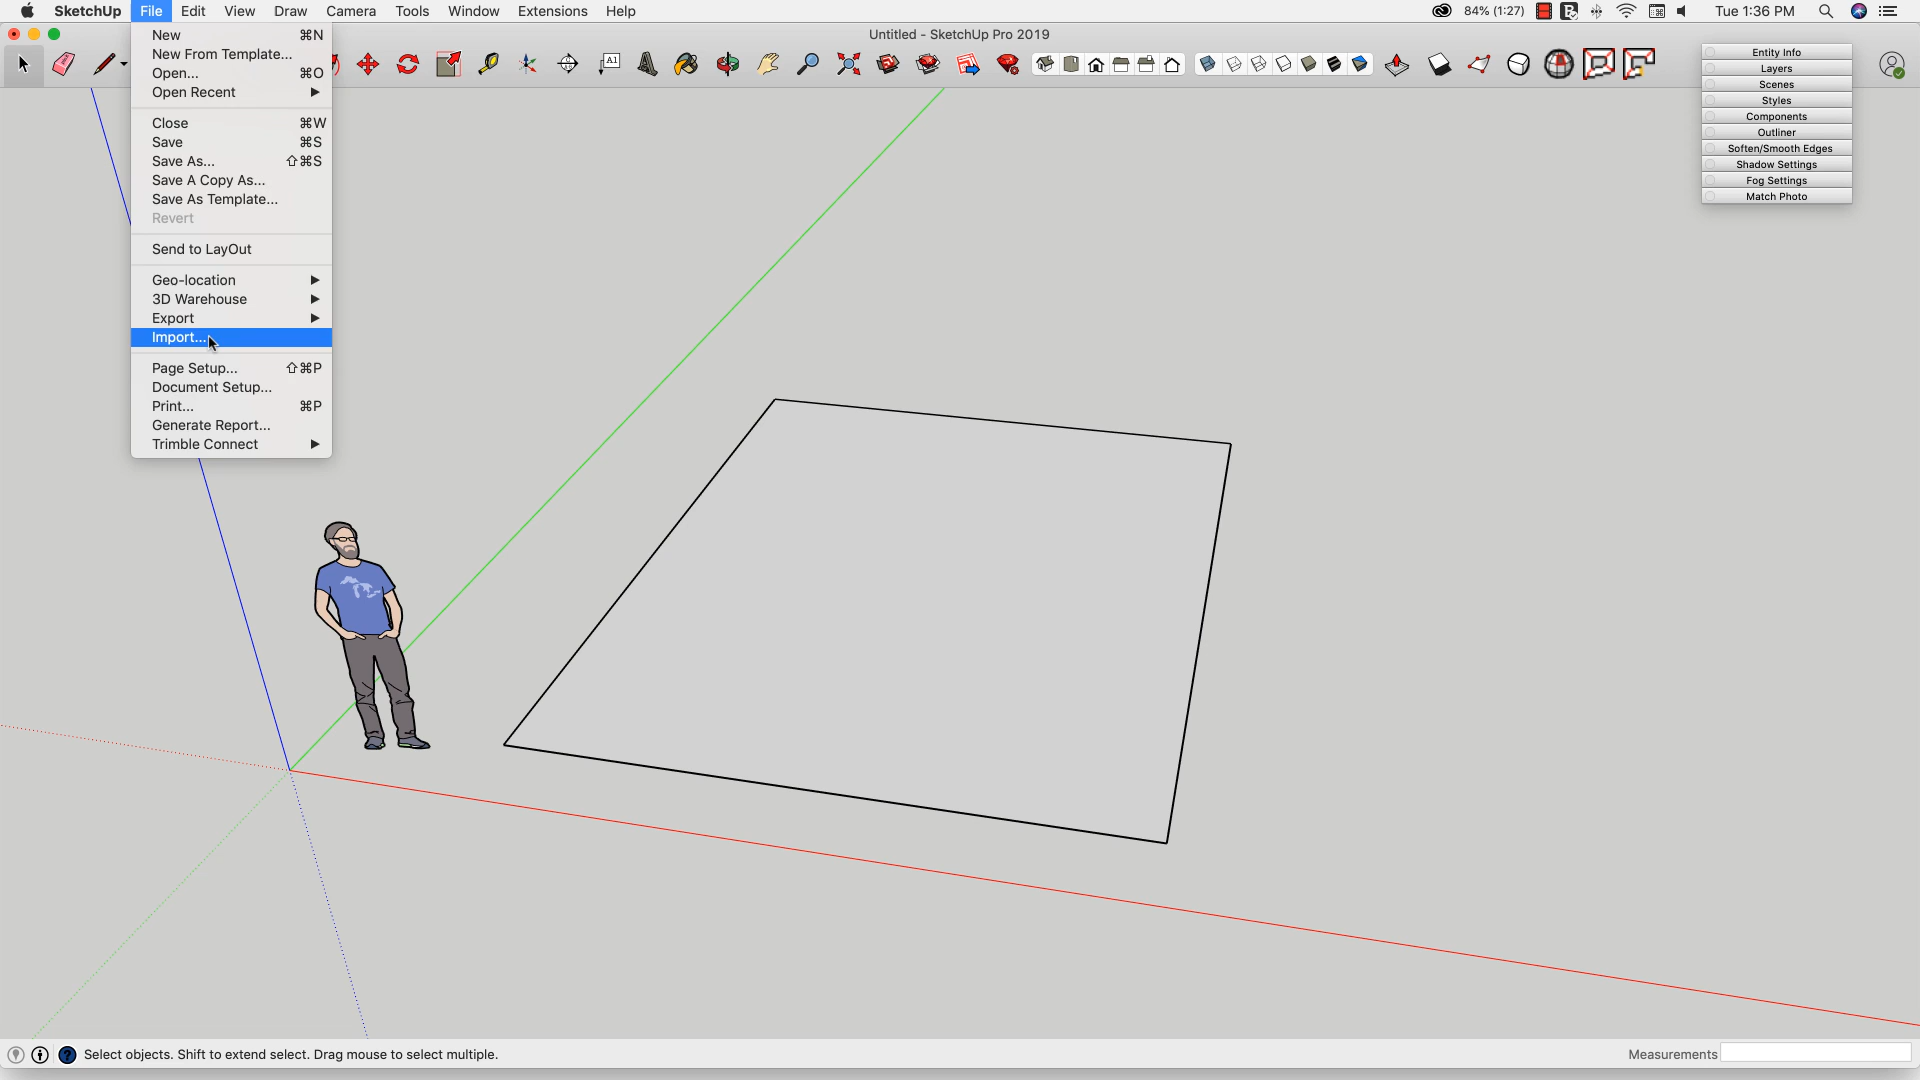 SketchUp File Edit View Draw Camera Tools Window Extensions Help 84% (1:27) Tue 1:36 PM
Untitled - SketchUp Pro 2019
New ⌘N
New From Template...
Open... ⌘O
Open Recent ▶
Close ⌘W
Save ⌘S
Save As... ⇧⌘S
Save A Copy As...
Save As Template...
Revert
Send to LayOut
Geo-location ▶
3D Warehouse ▶
Export ▶
Import...
Page Setup... ⇧⌘P
Document Setup...
Print... ⌘P
Generate Report...
Trimble Connect ▶
A1
Entity Info
Layers
Scenes
Styles
Components
Outliner
Soften/Smooth Edges
Shadow Settings
Fog Settings
Match Photo
Select objects. Shift to extend select. Drag mouse to select multiple.
Measurements